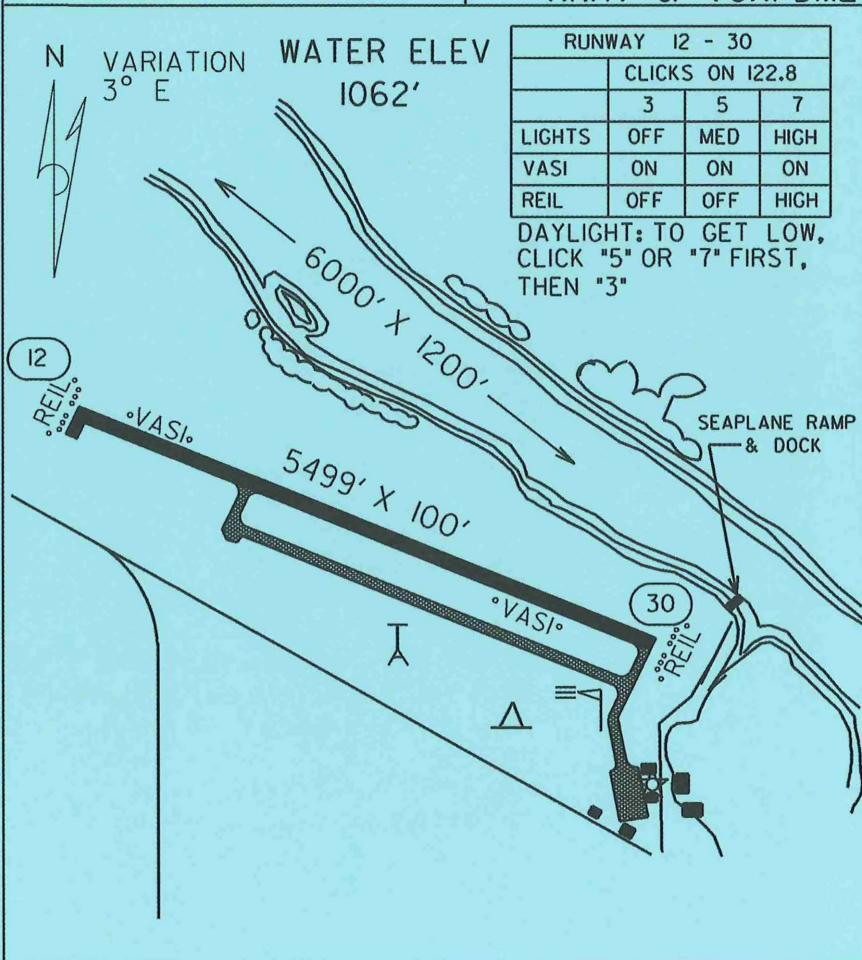 N
VARIATION
3° E
WATER ELEV
1062'
RUNWAY 12 - 30
CLICKS ON 122.8
3 5 7
LIGHTS OFF MED HIGH
VASI ON ON ON
REIL OFF OFF HIGH
DAYLIGHT: TO GET LOW,
CLICK "5" OR "7" FIRST,
THEN "3"
6000' X 1200'
12
REIL
VASI
SEAPLANE RAMP
& DOCK
5499' X 100'
VASI
30
REIL